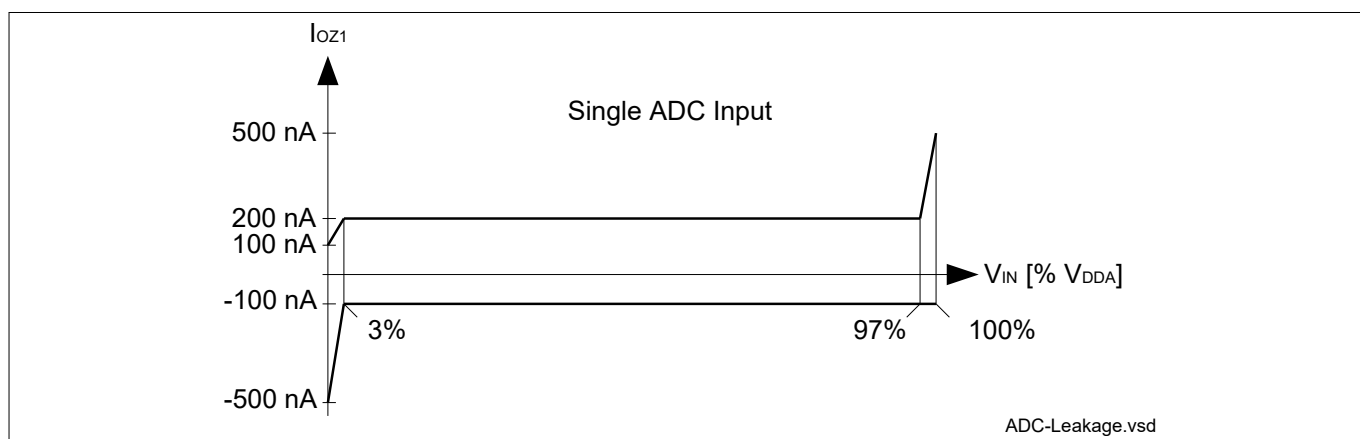 IOZ1
Single ADC Input
500 nA
200 nA
100 nA
VIN [% VDDA]
-100 nA
3%
97%
100%
-500 nA
ADC-Leakage.vsd